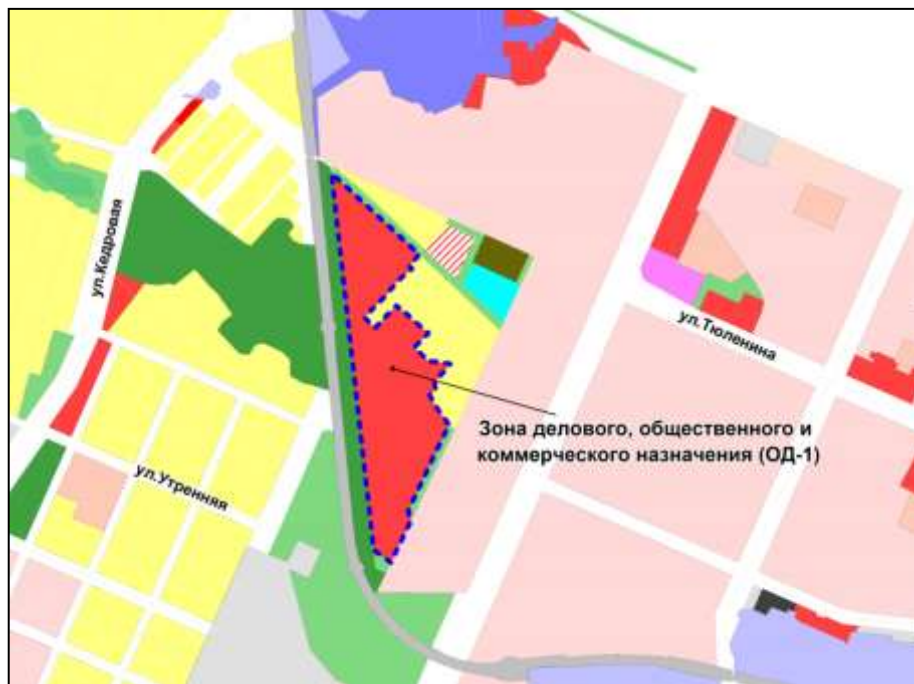 ул.Кедровая
ул.Тюленина
Зона делового, общественного и
коммерческого назначения (ОД-1)
ул.Утренняя